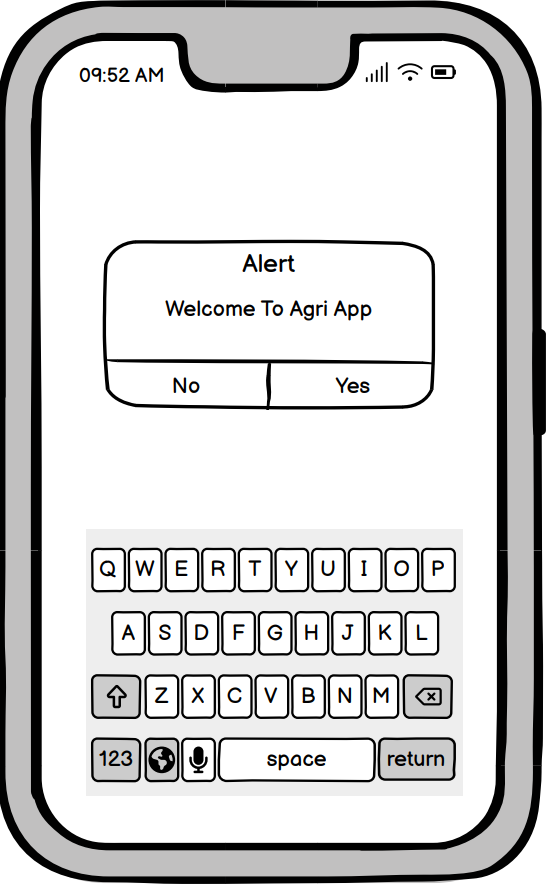 09:52 AM
Alert
Welcome To Agri App
No Yes
Q W E R T Y U I O P
A S D F G H J K L
Z X C V B N M
123 space return